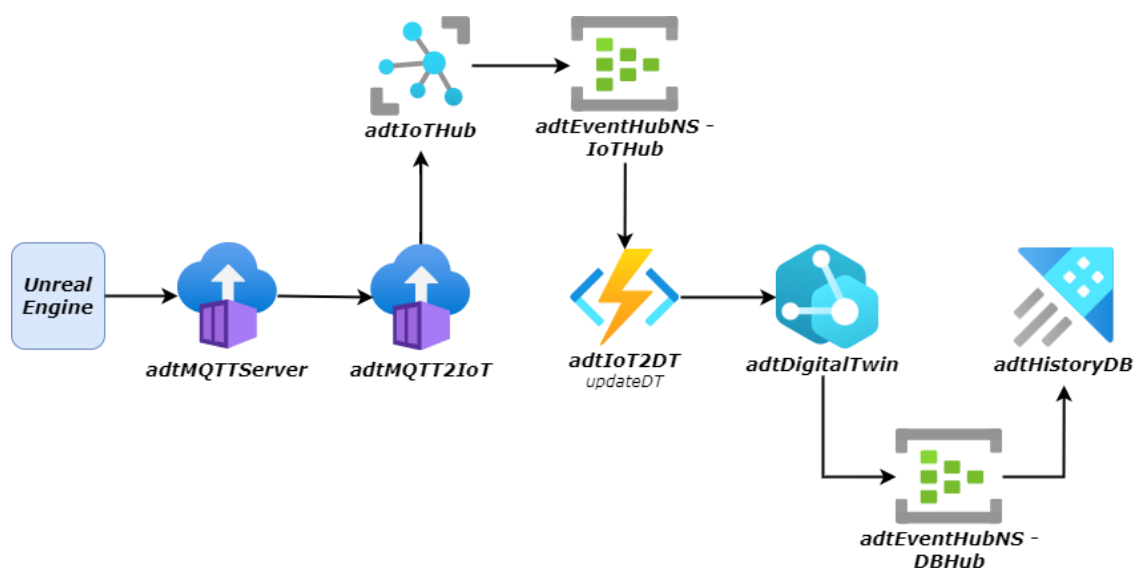 adtIoTHub
adtEventHubNS -
IoTHub
Unreal
Engine
adtMQTTServer
adtMQTT2IoT
adtIoT2DT
updateDT
adtDigitalTwin
adtHistoryDB
adtEventHubNS -
DBHub